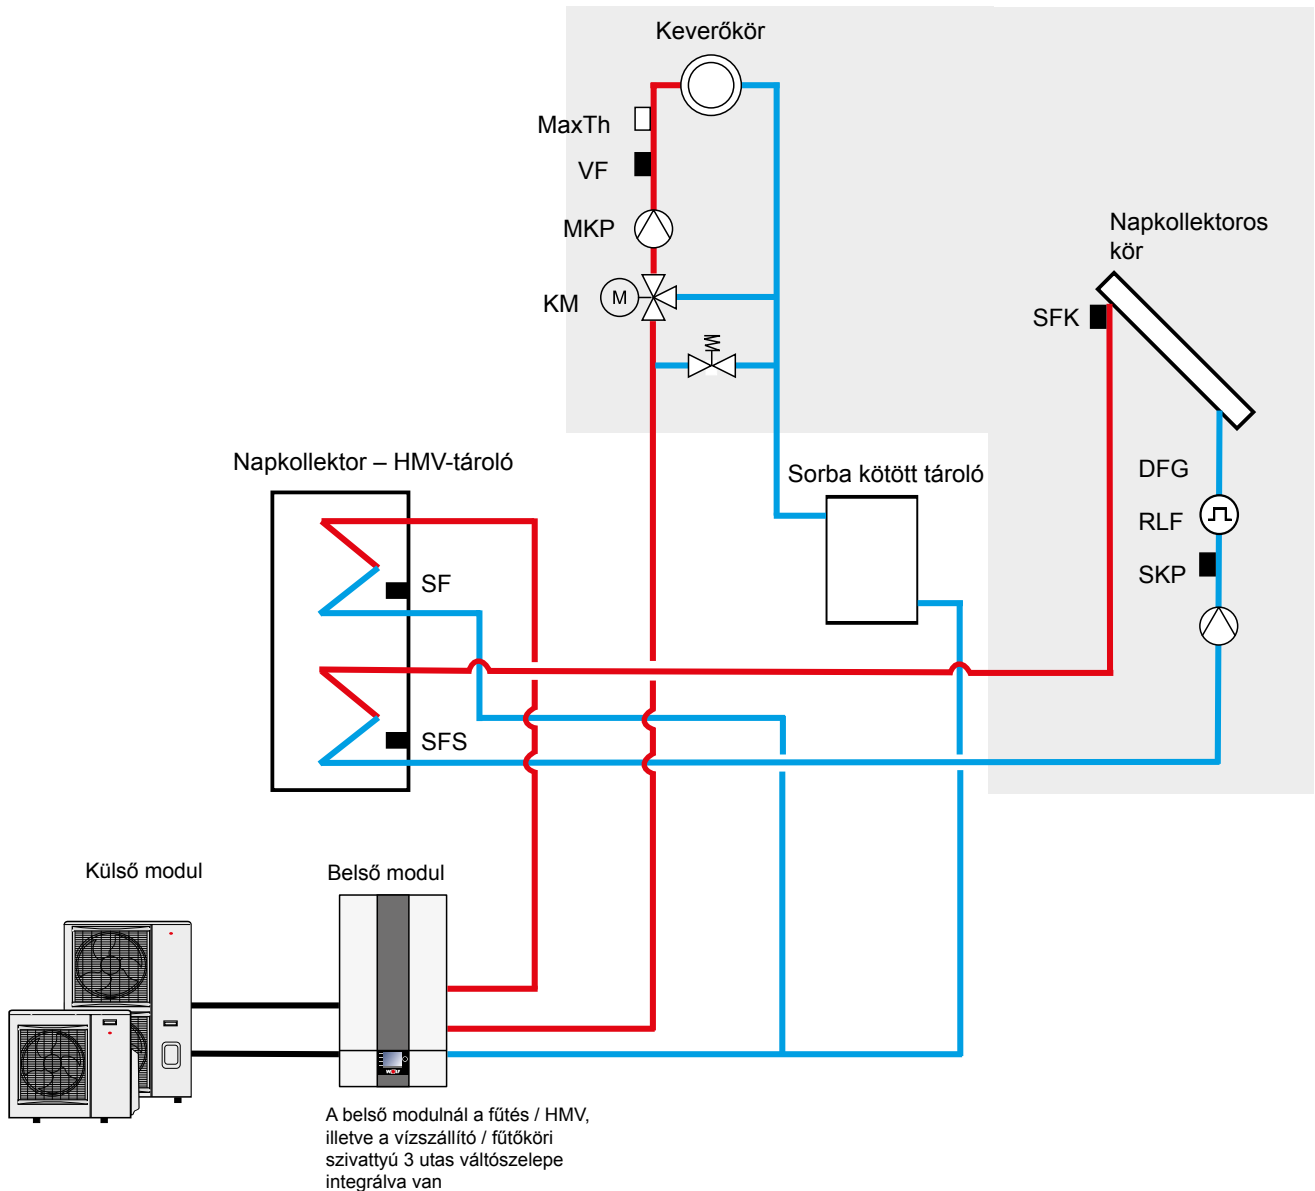 Keverőkör
MaxTh
VF
MKP
KM
M
Napkollektoros
kör
SFK
DFG
RLF
SKP
Napkollektor – HMV-tároló
Sorba kötött tároló
SF
SFS
Külső modul
Belső modul
WOLF
A belső modulnál a fűtés / HMV,
illetve a vízszállító / fűtőköri
szivattyú 3 utas váltószelepe
integrálva van